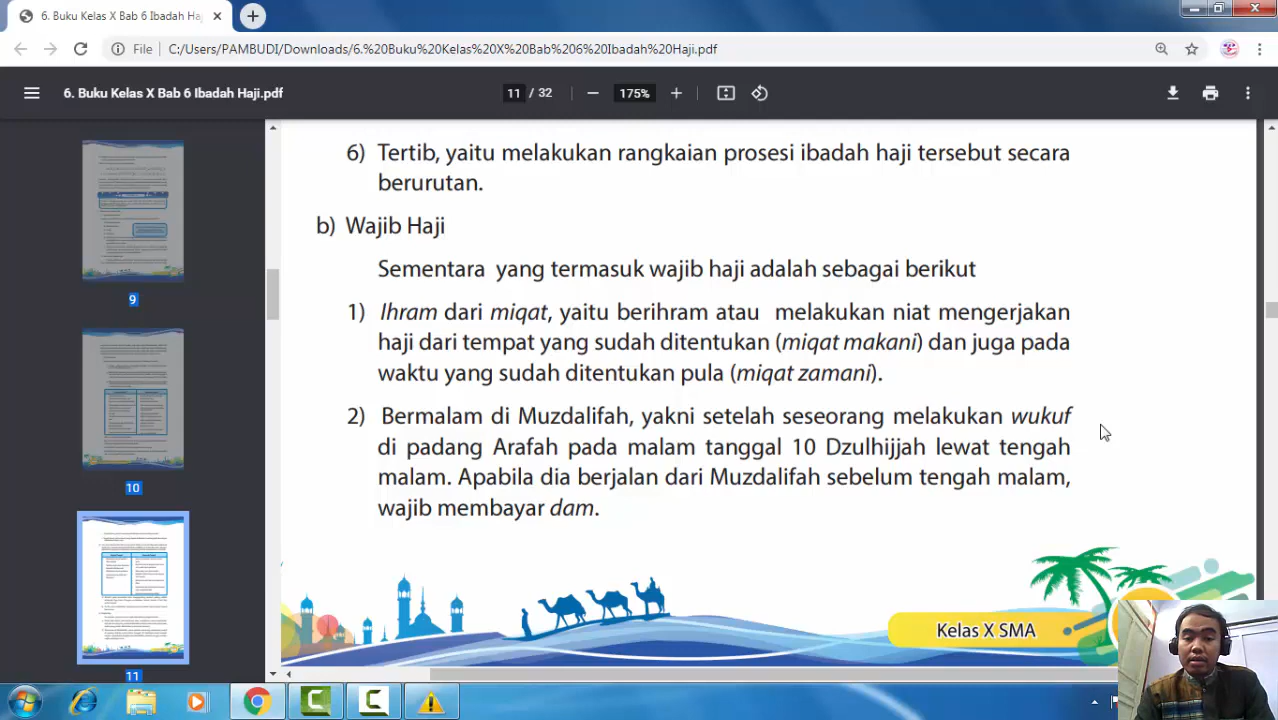 6. Buku Kelas X Bab 6 Ibadah Haj
File
C:/Users/PAMBUDI/Downloads/6.%20Buku%20Kelas%20X%20Bab%206%20Ibadah%20Haji.pdf
6. Buku Kelas X Bab 6 Ibadah Haji.pdf
11 / 32
175%
6) Tertib, yaitu melakukan rangkaian prosesi ibadah haji tersebut secara
berurutan.
b) Wajib Haji
Sementara yang termasuk wajib haji adalah sebagai berikut
1) Ihram dari miqat, yaitu berihram atau melakukan niat mengerjakan
haji dari tempat yang sudah ditentukan (miqat makani) dan juga pada
waktu yang sudah ditentukan pula (miqat zamani).
2) Bermalam di Muzdalifah, yakni setelah seseorang melakukan wukuf
di padang Arafah pada malam tanggal 10 Dzulhijjah lewat tengah
malam. Apabila dia berjalan dari Muzdalifah sebelum tengah malam,
wajib membayar dam.
Kelas X SMA
9
10
11